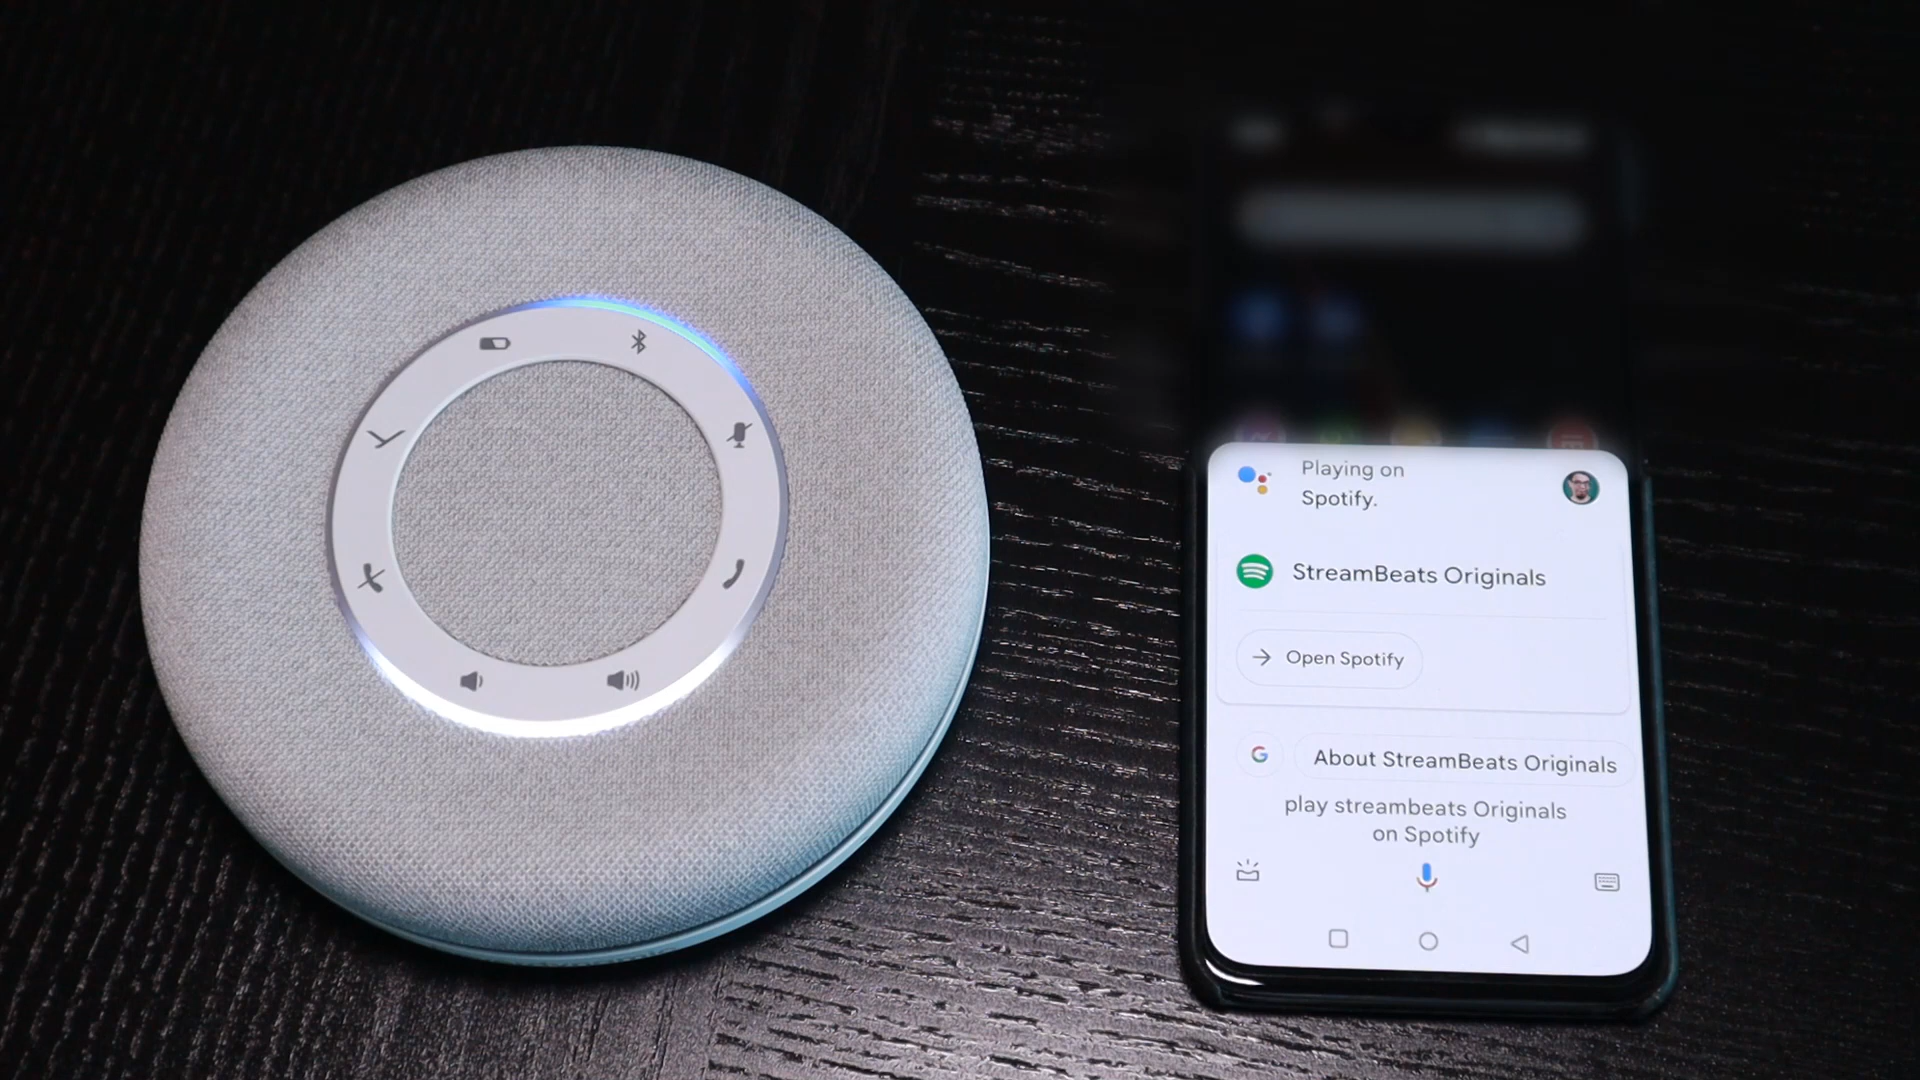 Playing on
Spotify.
StreamBeats Originals
Open Spotify
About StreamBeats Originals
play streambeats Originals
on Spotify